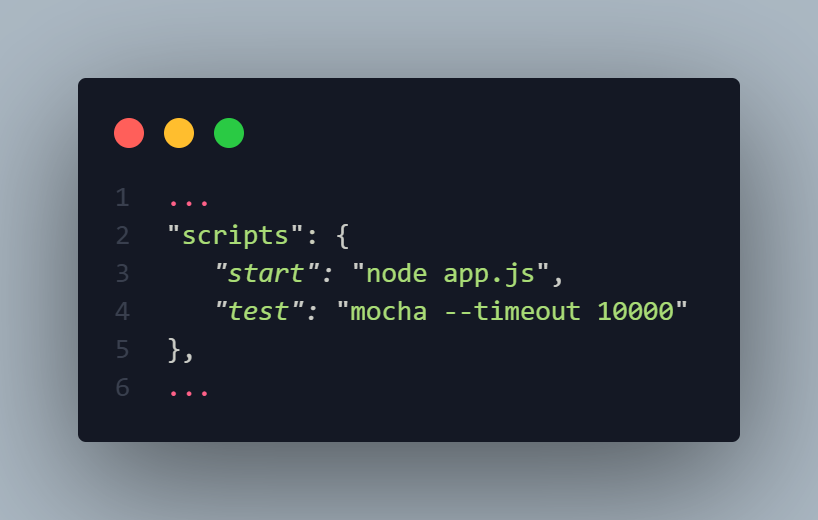 1 ...
2 "scripts": {
3 "start": "node app.js",
4 "test": "mocha --timeout 10000"
5 },
6 ...